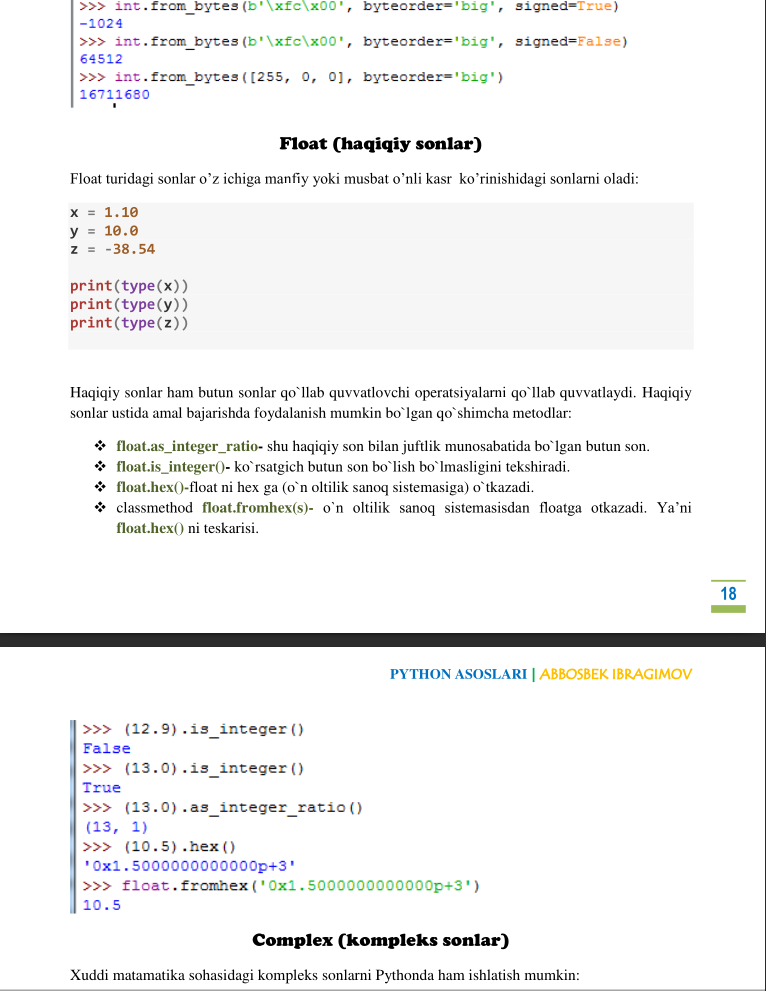 >>> int.from_bytes(b'\xfc\x00', byteorder='big', signed=True)
-1024
>>> int.from_bytes(b'\xfc\x00', byteorder='big', signed=False)
64512
>>> int.from_bytes([255, 0, 0], byteorder='big')
16711680
Float (haqiqiy sonlar)
Float turidagi sonlar o’z ichiga manfiy yoki musbat o’nli kasr ko’rinishidagi sonlarni oladi:
x = 1.10
y = 10.0
z = -38.54
print(type(x))
print(type(y))
print(type(z))
Haqiqiy sonlar ham butun sonlar qo`llab quvvatlovchi operatsiyalarni qo`llab quvvatlaydi. Haqiqiy
sonlar ustida amal bajarishda foydalanish mumkin bo`lgan qo`shimcha metodlar:
❖ float.as_integer_ratio- shu haqiqiy son bilan juftlik munosabatida bo`lgan butun son.
❖ float.is_integer()- ko`rsatgich butun son bo`lish bo`lmasligini tekshiradi.
❖ float.hex()-float ni hex ga (o`n oltilik sanoq sistemasiga) o`tkazadi.
❖ classmethod float.fromhex(s)- o`n oltilik sanoq sistemasisdan floatga otkazadi. Ya’ni
float.hex() ni teskarisi.
18
PYTHON ASOSLARI | ABBOSBEK IBRAGIMOV
>>> (12.9).is_integer()
False
>>> (13.0).is_integer()
True
>>> (13.0).as_integer_ratio()
(13, 1)
>>> (10.5).hex()
'0x1.5000000000000p+3'
>>> float.fromhex('0x1.5000000000000p+3')
10.5
Complex (kompleks sonlar)
Xuddi matamatika sohasidagi kompleks sonlarni Pythonda ham ishlatish mumkin: